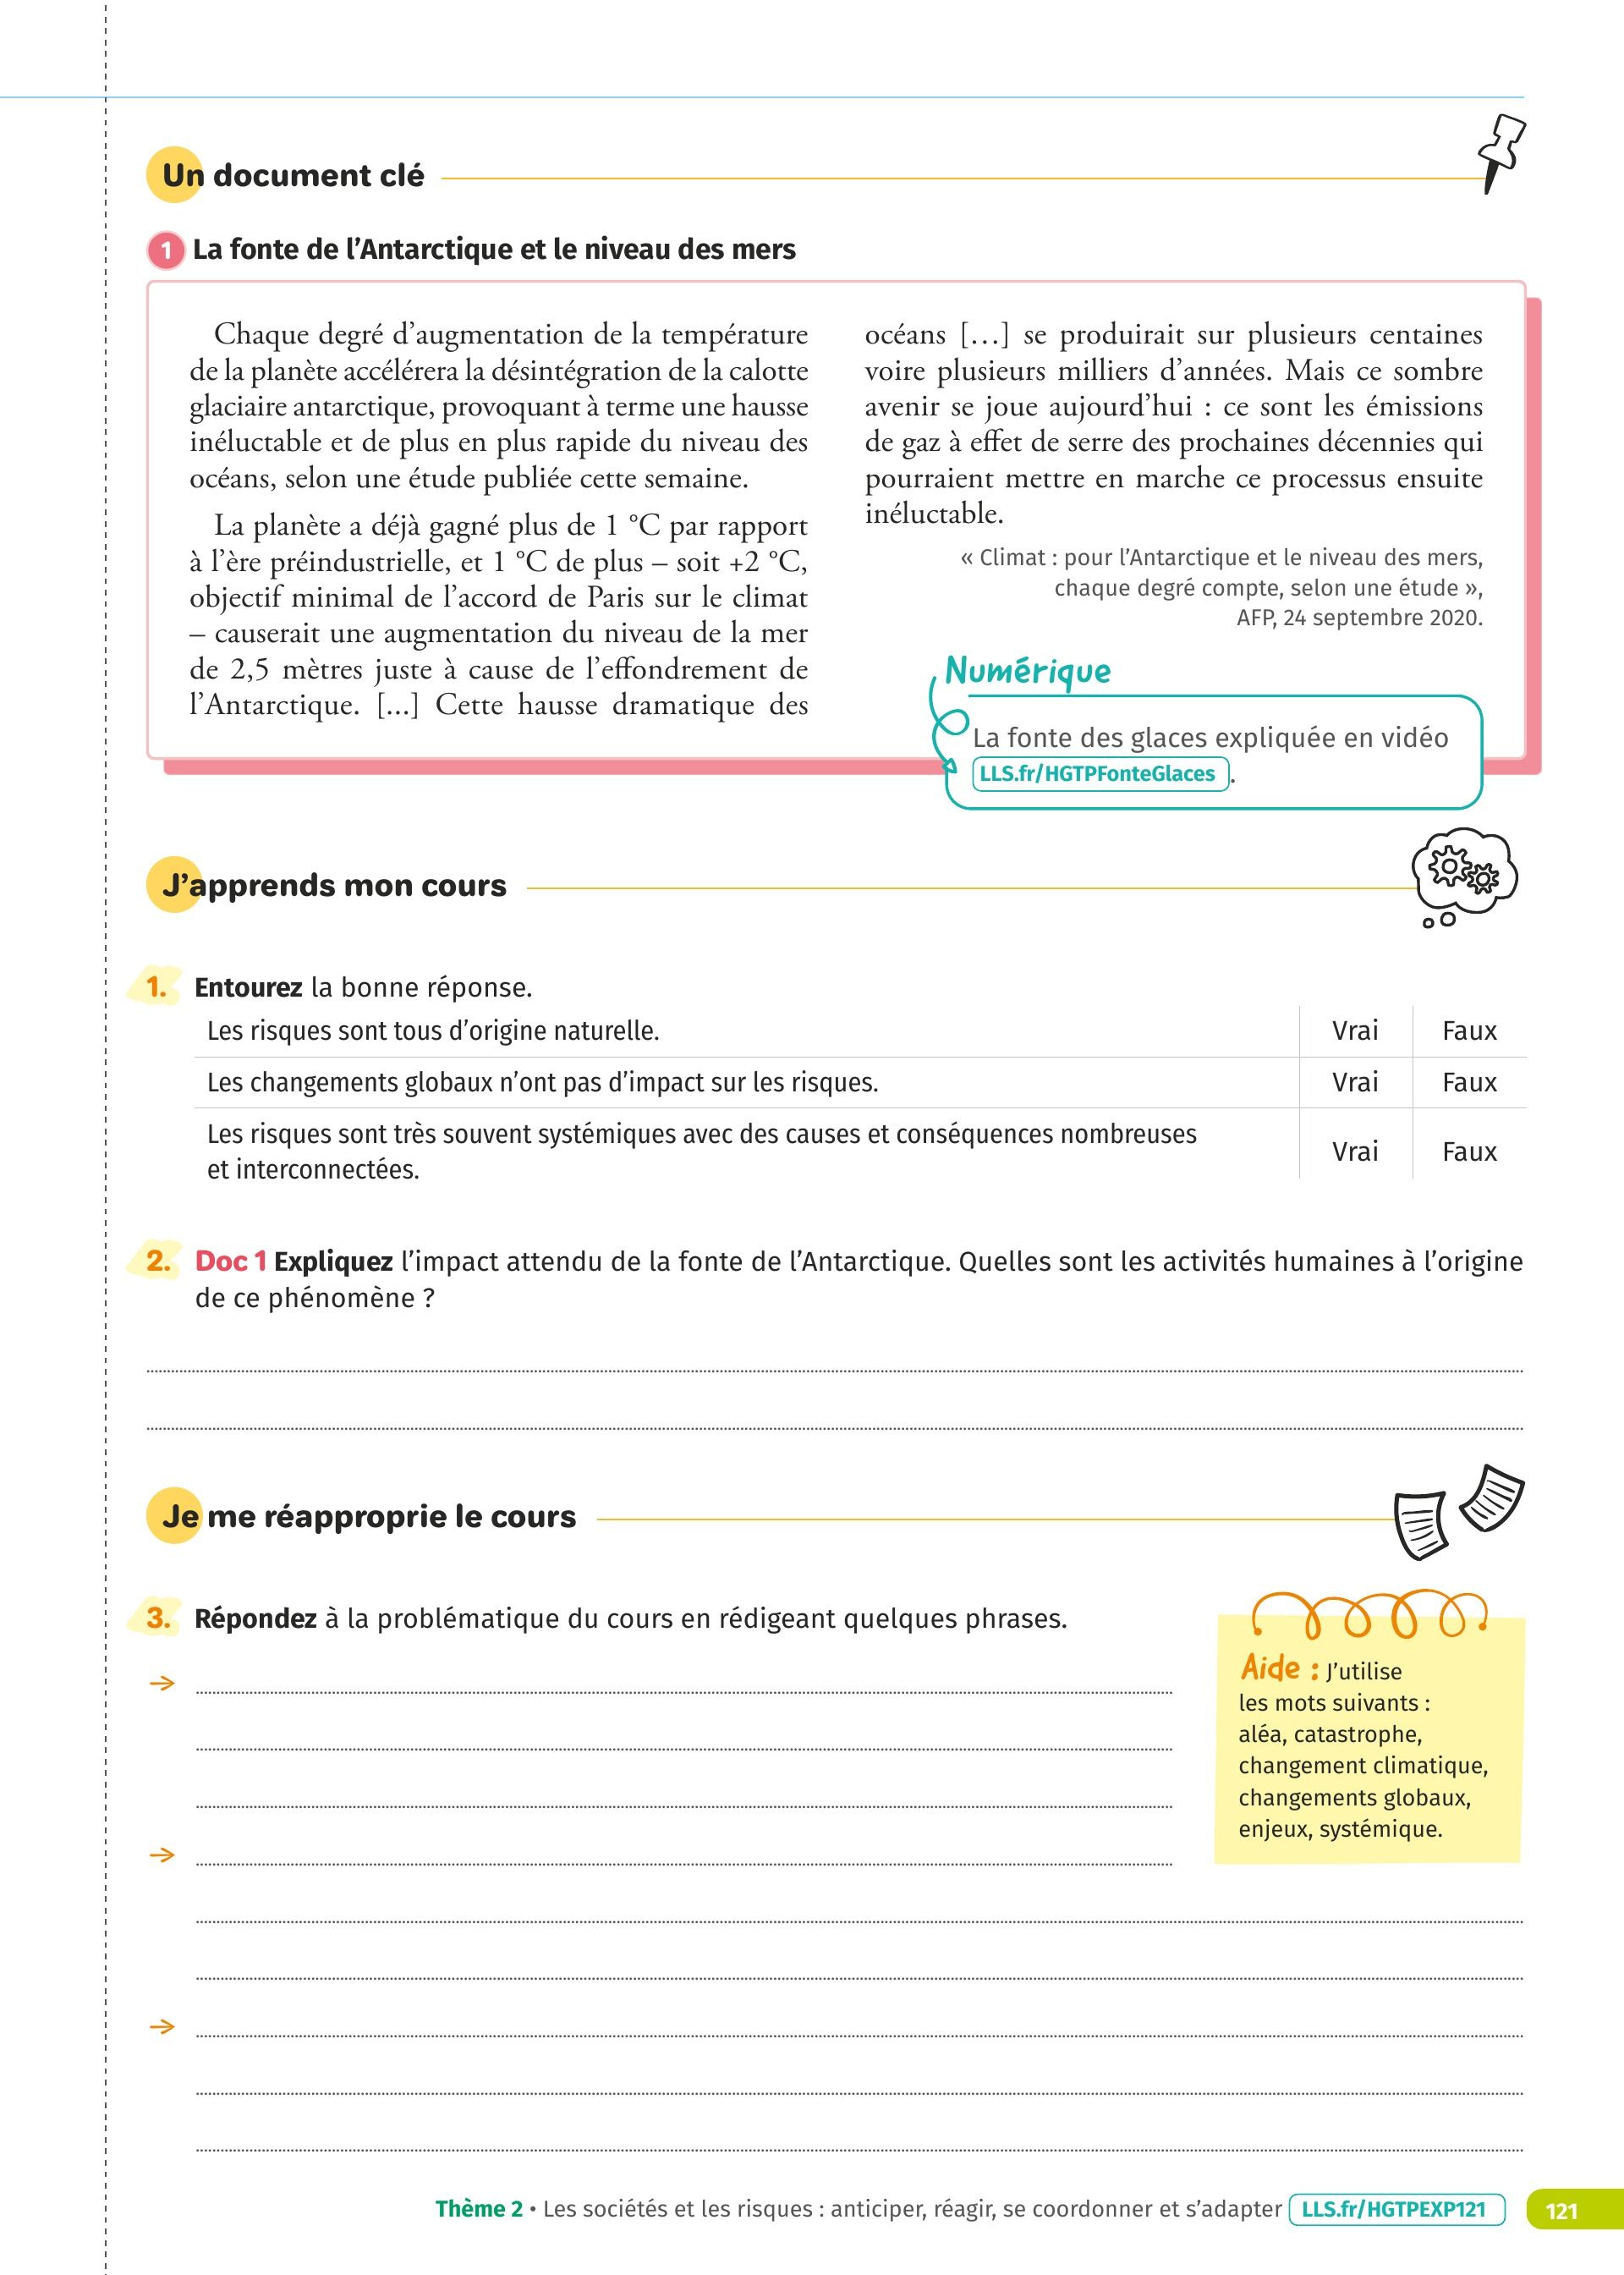 Un document clé
1 La fonte de l'Antarctique et le niveau des mers
Chaque degré d'augmentation de la température
de la planète accélérera la désintégration de la calotte
glaciaire antarctique, provoquant à terme une hausse
inéluctable et de plus en plus rapide du niveau des
océans, selon une étude publiée cette semaine.
La planète a déjà gagné plus de 1 °C par rapport
à l'ère préindustrielle, et 1 °C de plus – soit +2 °C,
objectif minimal de l'accord de Paris sur le climat
– causerait une augmentation du niveau de la mer
de 2,5 mètres juste à cause de l'effondrement de
l'Antarctique. [...] Cette hausse dramatique des
océans [...] se produirait sur plusieurs centaines
voire plusieurs milliers d'années. Mais ce sombre
avenir se joue aujourd'hui : ce sont les émissions
de gaz à effet de serre des prochaines décennies qui
pourraient mettre en marche ce processus ensuite
inéluctable.
« Climat : pour l'Antarctique et le niveau des mers,
chaque degré compte, selon une étude »,
AFP, 24 septembre 2020.
Numérique
La fonte des glaces expliquée en vidéo
LLS.fr/HGTPFonteGlaces .
J'apprends mon cours
1. Entourez la bonne réponse.
Les risques sont tous d'origine naturelle. Vrai Faux
Les changements globaux n'ont pas d'impact sur les risques. Vrai Faux
Les risques sont très souvent systémiques avec des causes et conséquences nombreuses
et interconnectées. Vrai Faux
2. Doc 1 Expliquez l'impact attendu de la fonte de l'Antarctique. Quelles sont les activités humaines à l'origine
de ce phénomène ?
Je me réapproprie le cours
3. Répondez à la problématique du cours en rédigeant quelques phrases.
Aide : J'utilise
les mots suivants :
aléa, catastrophe,
changement climatique,
changements globaux,
enjeux, systémique.
Thème 2 • Les sociétés et les risques : anticiper, réagir, se coordonner et s'adapter LLS.fr/HGTPEXP121 121